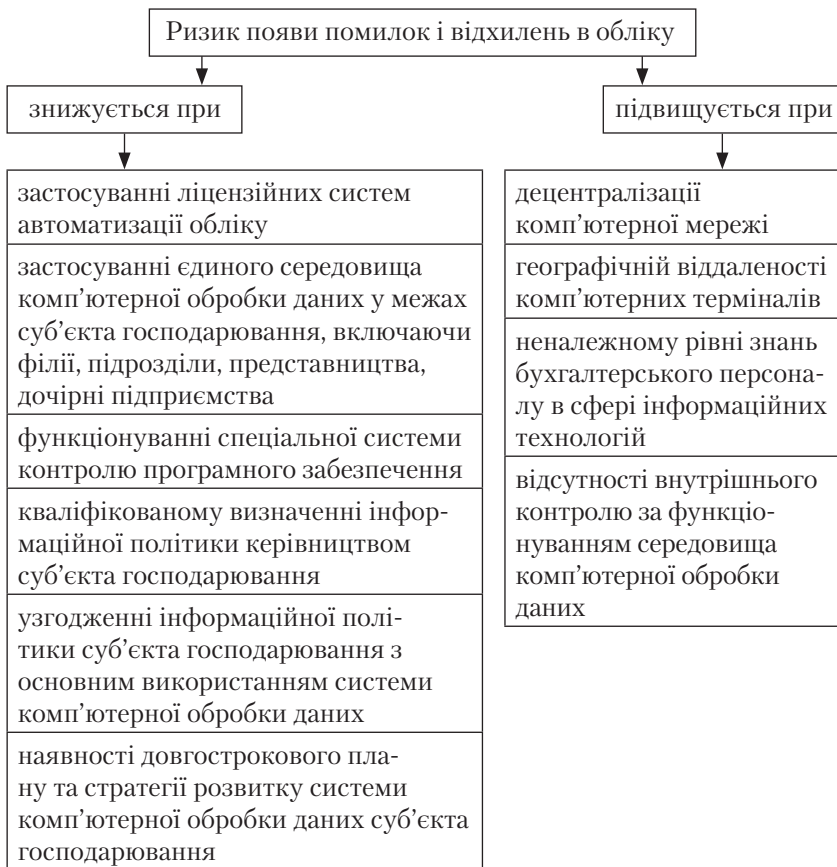 Ризик появи помилок і відхилень в обліку
знижується при
підвищується при
застосуванні ліцензійних систем
автоматизації обліку
застосуванні єдиного середовища
комп’ютерної обробки даних у межах
суб’єкта господарювання, включаючи
філії, підрозділи, представництва,
дочірні підприємства
функціонуванні спеціальної системи
контролю програмного забезпечення
кваліфікованому визначенні інфор-
маційної політики керівництвом
суб’єкта господарювання
узгодженні інформаційної полі-
тики суб’єкта господарювання з
основним використанням системи
комп’ютерної обробки даних
наявності довгострокового пла-
ну та стратегії розвитку системи
комп’ютерної обробки даних суб’єкта
господарювання
децентралізації
комп’ютерної мережі
географічній віддаленості
комп’ютерних терміналів
неналежному рівні знань
бухгалтерського персона-
лу в сфері інформаційних
технологій
відсутності внутрішнього
контролю за функціо-
нуванням середовища
комп’ютерної обробки
даних